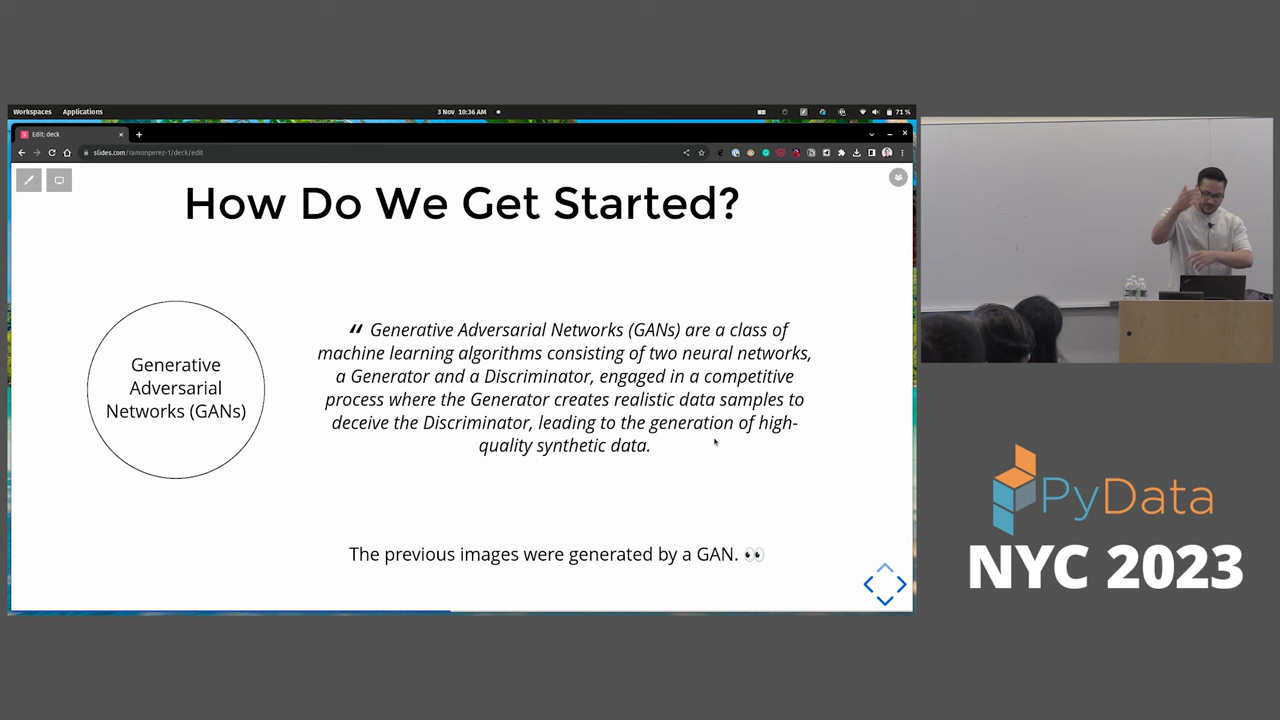 Workspaces Applications
3 Nov 10:36 AM
71 %
Edit: deck
slides.com/ramonperez-1/deck/edit
How Do We Get Started?
Generative
Adversarial
Networks (GANs)
“ Generative Adversarial Networks (GANs) are a class of
machine learning algorithms consisting of two neural networks,
a Generator and a Discriminator, engaged in a competitive
process where the Generator creates realistic data samples to
deceive the Discriminator, leading to the generation of high-
quality synthetic data.
The previous images were generated by a GAN. 👀
PyData
NYC 2023